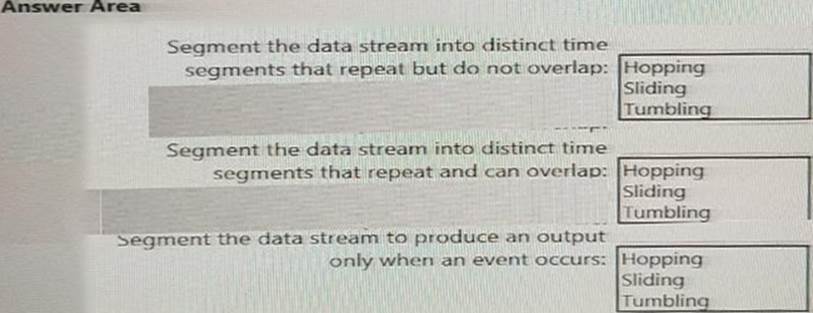 Answer Area
Segment the data stream into distinct time
segments that repeat but do not overlap:
Hopping
Sliding
Tumbling
Segment the data stream into distinct time
segments that repeat and can overlap:
Hopping
Sliding
Tumbling
Segment the data stream to produce an output
only when an event occurs:
Hopping
Sliding
Tumbling